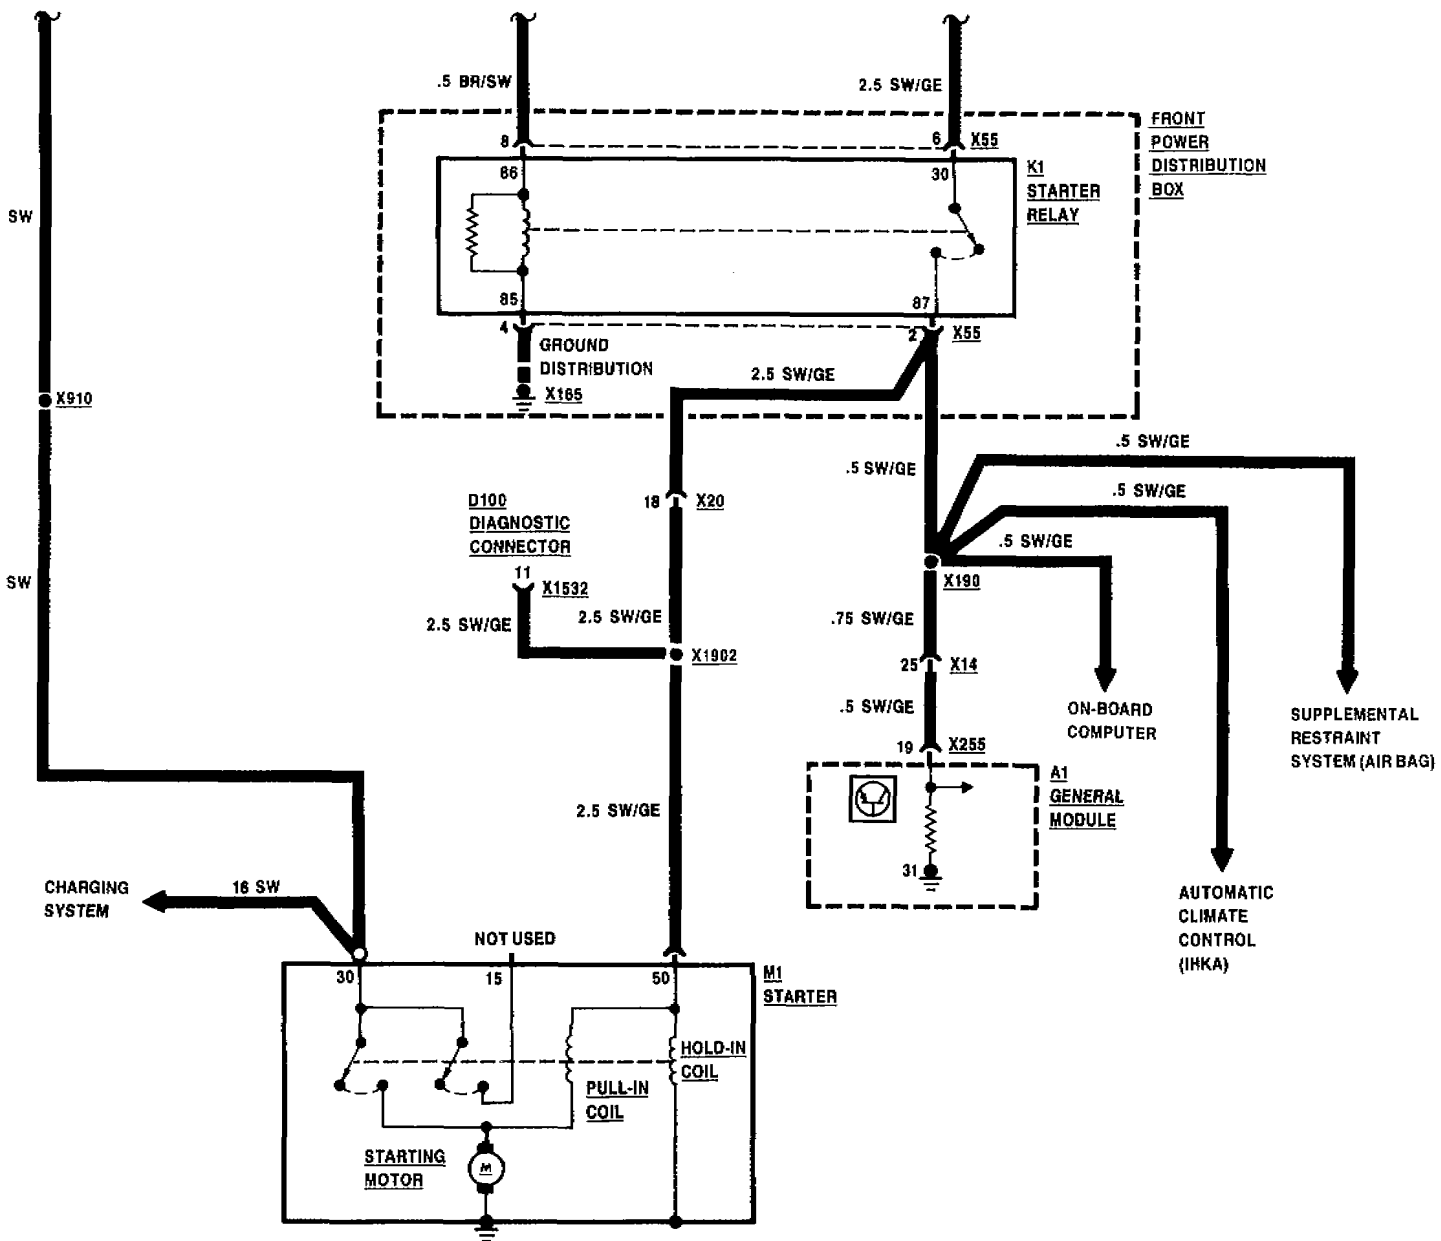 .5 BR/SW
2.5 SW/GE
FRONT
POWER
DISTRIBUTION
BOX
8
6
X55
86
30
K1
STARTER
RELAY
SW
85
87
4
2
X55
GROUND
DISTRIBUTION
X165
2.5 SW/GE
X910
.5 SW/GE
.5 SW/GE
.5 SW/GE
.5 SW/GE
D100
DIAGNOSTIC
CONNECTOR
18
X20
11
X1532
X190
SW
2.5 SW/GE
2.5 SW/GE
.75 SW/GE
X1902
25
X14
.5 SW/GE
ON-BOARD
COMPUTER
SUPPLEMENTAL
RESTRAINT
SYSTEM (AIR BAG)
19
X255
A1
GENERAL
MODULE
2.5 SW/GE
31
CHARGING
SYSTEM
16 SW
AUTOMATIC
CLIMATE
CONTROL
(IHKA)
NOT USED
30
15
50
M1
STARTER
HOLD-IN
COIL
PULL-IN
COIL
STARTING
MOTOR
M